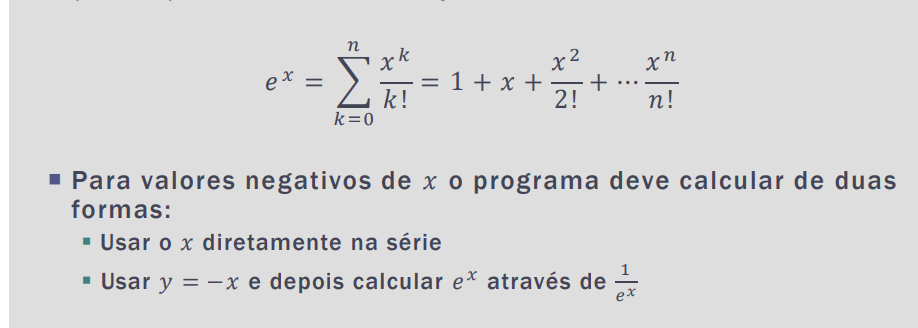 e^x = \sum_{k=0}^{n} \frac{x^k}{k!} = 1 + x + \frac{x^2}{2!} + \cdots \frac{x^n}{n!}
▪ Para valores negativos de x o programa deve calcular de duas
formas:
▪ Usar o x diretamente na série
▪ Usar y = −x e depois calcular e^x através de \frac{1}{e^x}